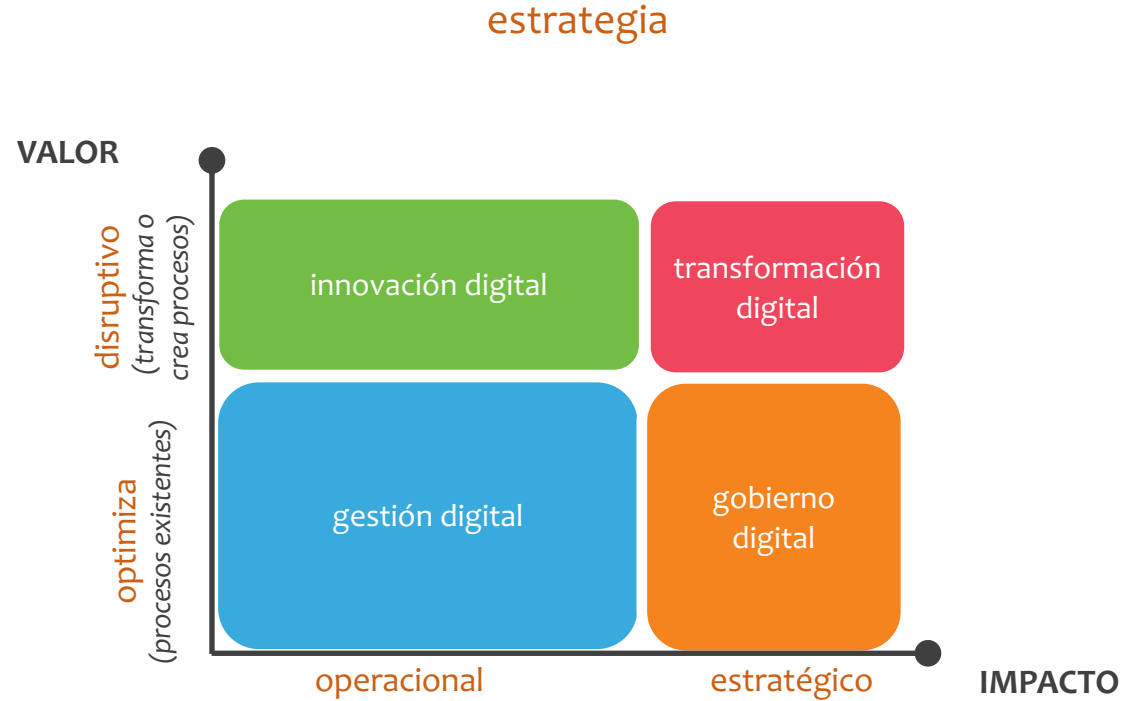 estrategia
VALOR
disruptivo
(transforma o
crea procesos)
innovación digital
transformación
digital
optimiza
(procesos existentes)
gestión digital
gobierno
digital
operacional
estratégico
IMPACTO